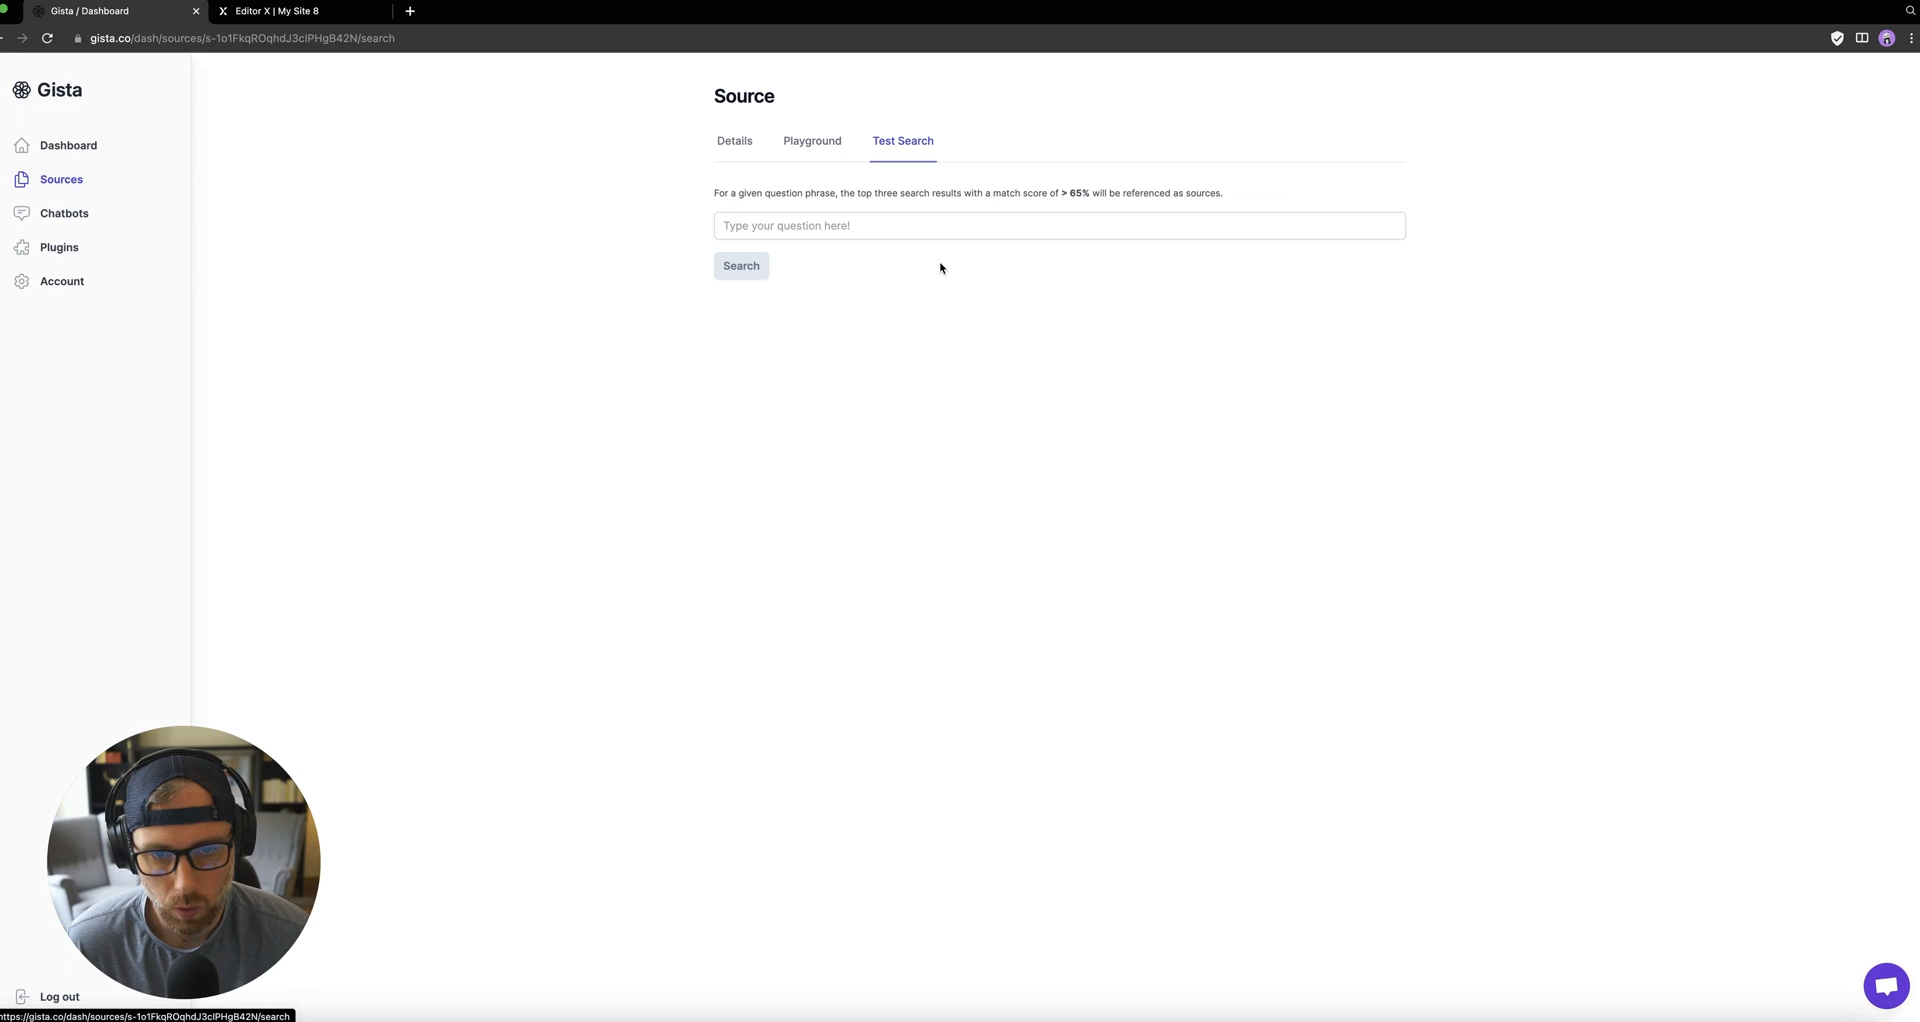 Gista / Dashboard
Editor X | My Site 8
gista.co/dash/sources/s-1o1FkqROqhdJ3cIPHgB42N/search
Gista
Dashboard
Sources
Chatbots
Plugins
Account
Source
Details
Playground
Test Search
For a given question phrase, the top three search results with a match score of > 65% will be referenced as sources.
Type your question here!
Search
Log out
https://gista.co/dash/sources/s-1o1FkqROqhdJ3cIPHgB42N/search